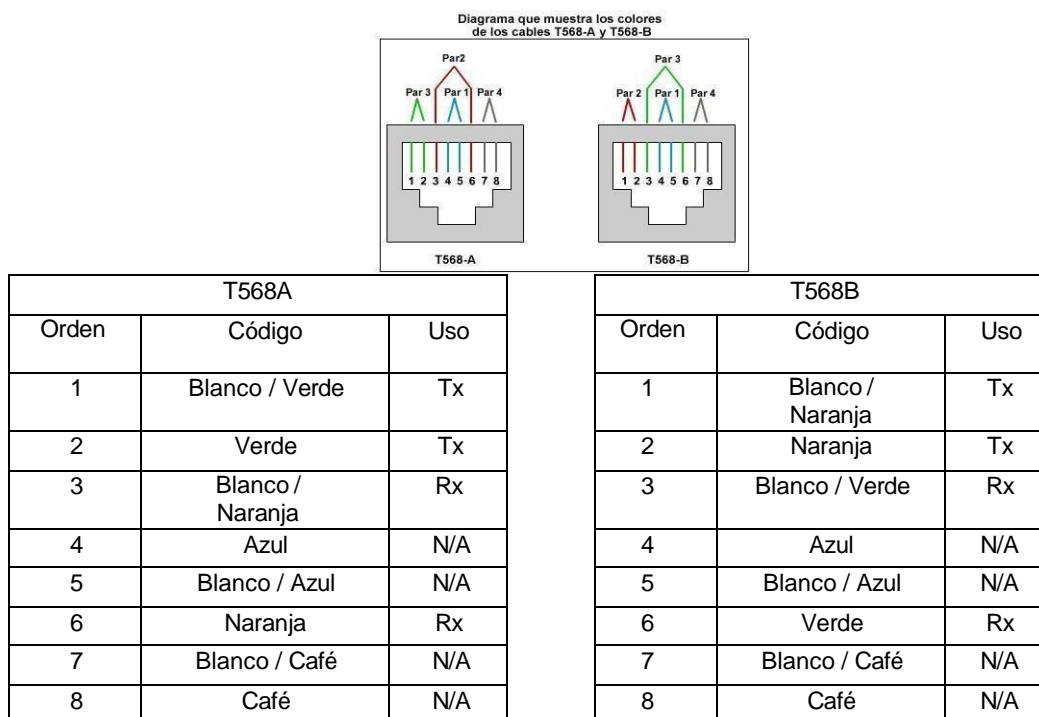 Diagrama que muestra los colores
de los cables T568-A y T568-B
Par2
Par 3 Par 1 Par 4
1 2 3 4 5 6 7 8
T568-A
Par 3
Par 2 Par 1 Par 4
1 2 3 4 5 6 7 8
T568-B
T568A
Orden Código Uso
1 Blanco / Verde Tx
2 Verde Tx
3 Blanco / Rx
Naranja
4 Azul N/A
5 Blanco / Azul N/A
6 Naranja Rx
7 Blanco / Café N/A
8 Café N/A
T568B
Orden Código Uso
1 Blanco / Tx
Naranja
2 Naranja Tx
3 Blanco / Verde Rx
4 Azul N/A
5 Blanco / Azul N/A
6 Verde Rx
7 Blanco / Café N/A
8 Café N/A